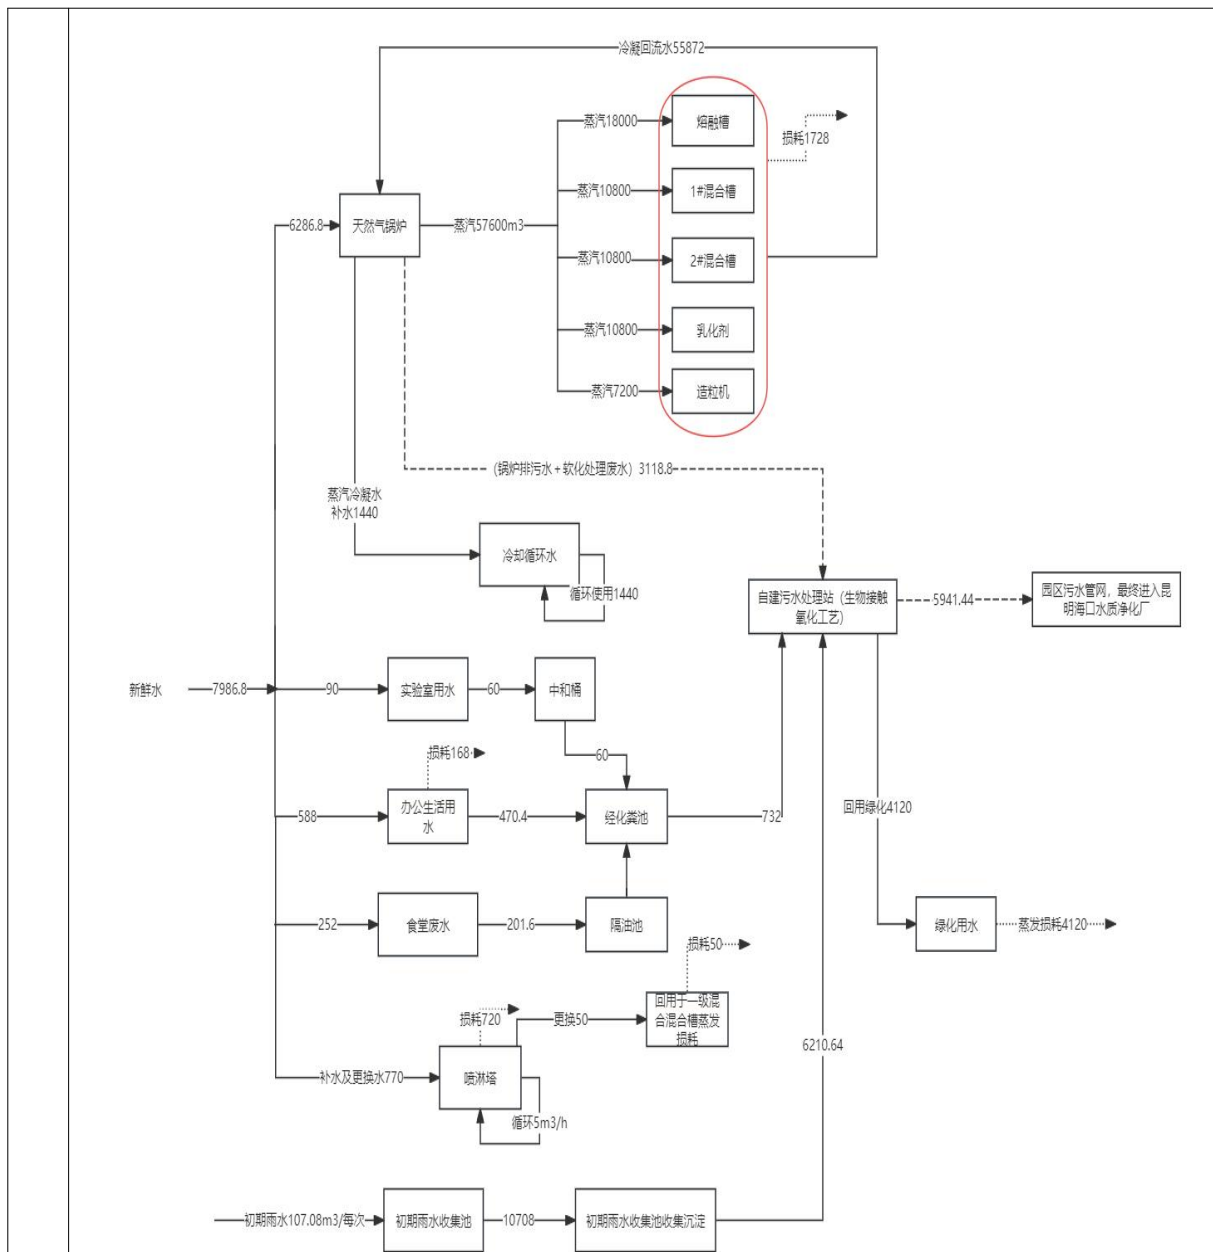 冷凝回流水55872
蒸汽18000
熔融槽
损耗1728
蒸汽10800
1#混合槽
6286.8
天然气锅炉
蒸汽57600m3
蒸汽10800
2#混合槽
蒸汽10800
乳化剂
蒸汽7200
造粒机
（锅炉排污水+软化处理废水）3118.8
蒸汽冷凝水
补水1440
冷却循环水
循环使用1440
自建污水处理站（生物接触
氧化工艺）
5941.44
园区污水管网，最终进入昆
明海口水质净化厂
新鲜水
7986.8
90
实验室用水
60
中和桶
60
损耗168
588
办公生活用
水
470.4
经化粪池
732
回用绿化4120
252
食堂废水
201.6
隔油池
绿化用水
蒸发损耗4120
损耗50
回用于一级混
合混合槽蒸发
损耗
损耗720
更换50
6210.64
补水及更换水770
喷淋塔
循环5m3/h
初期雨水107.08m3/每次
初期雨水收集池
10708
初期雨水收集池收集沉淀